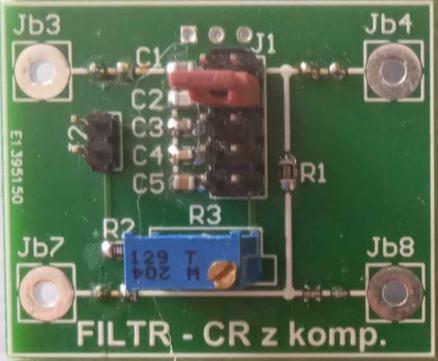 Jb3
J1
Jb4
C1
C2
C3
J2
C4
C5
R1
E1395150
R2
R3
129 T
204 W
Jb7
Jb8
FILTR - CR z komp.